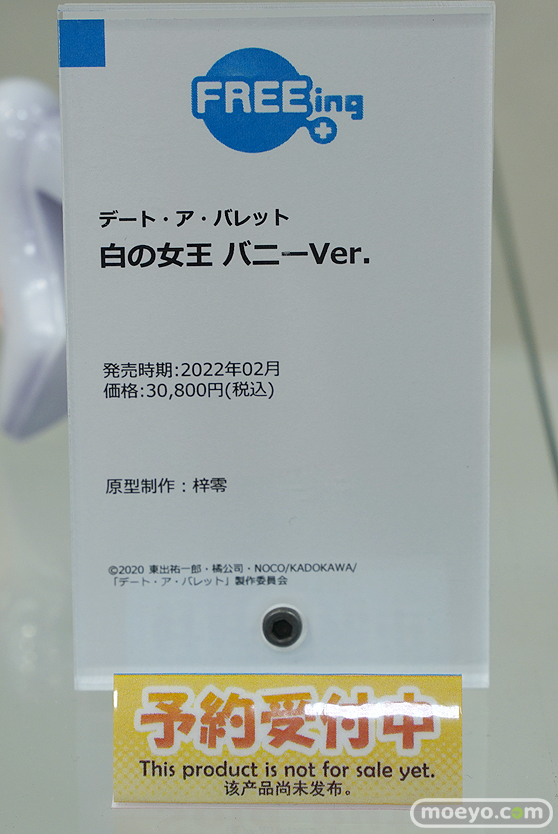 FREEing
デート・ア・バレット
白の女王 バニーVer.
発売時期:2022年02月
価格:30,800円(税込)
原型制作：梓零
©2020 東出祐一郎・橘公司・NOCO/KADOKAWA/
「デート・ア・バレット」製作委員会
予約受付中
This product is not for sale yet.
该产品尚未发布。
moeyo.com